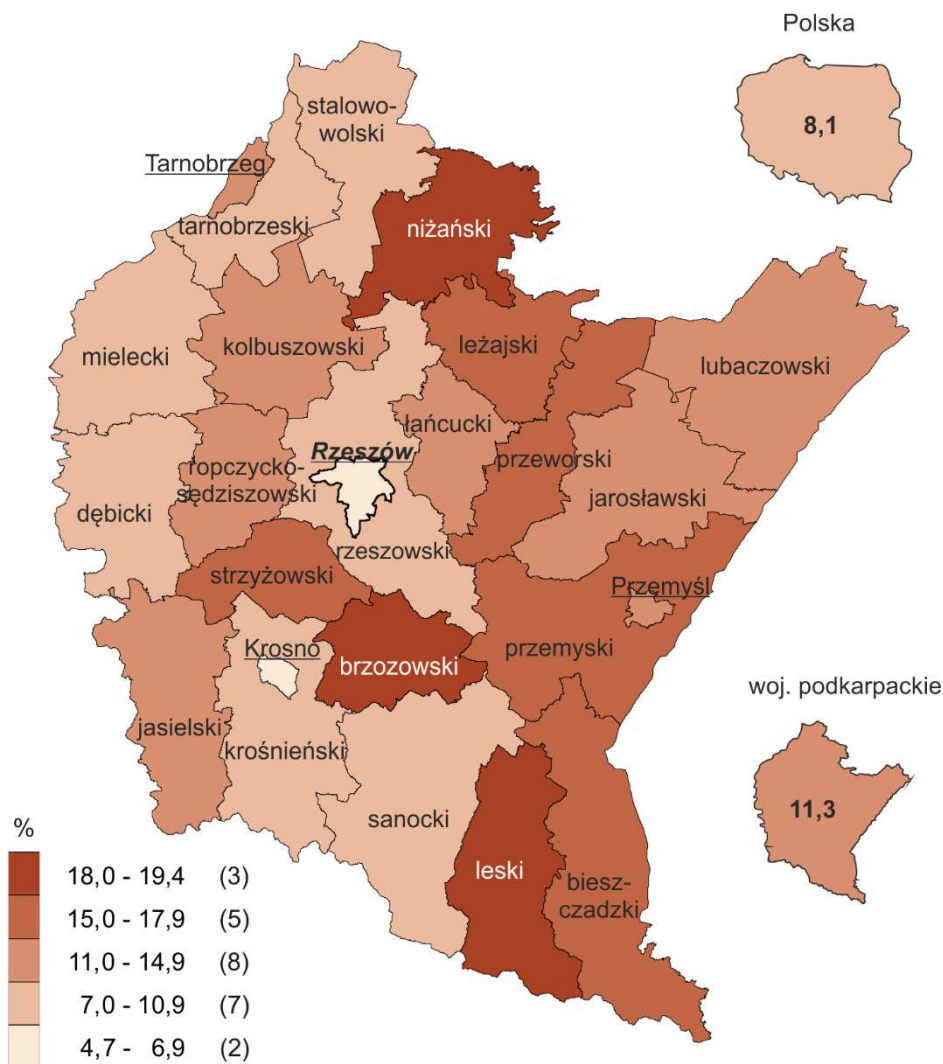 Polska
8,1
stalowo-
wolski
Tarnobrzeg
tarnobrzeski
niżański
mielecki
kolbuszowski
leżajski
lubaczowski
łańcucki
Rzeszów
ropczycko-
sędziszowski
przeworski
jarosławski
dębicki
rzeszowski
strzyżowski
Przemyśl
Krosno
brzozowski
przemyski
woj. podkarpackie
11,3
jasielski
krośnieński
sanocki
leski
biesz-
czadzki
%
18,0 - 19,4 (3)
15,0 - 17,9 (5)
11,0 - 14,9 (8)
7,0 - 10,9 (7)
4,7 - 6,9 (2)